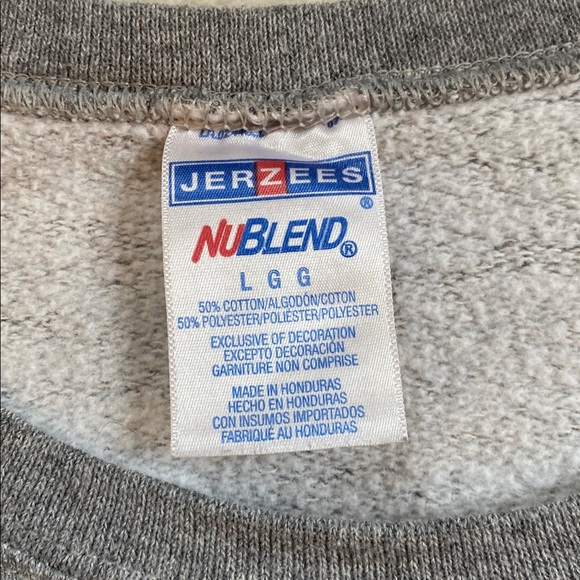 JERZEES®
NUBLEND®
L G G
50% COTTON/ALGODÓN/COTON
50% POLYESTER/POLIÉSTER/POLYESTER
EXCLUSIVE OF DECORATION
EXCEPTO DECORACIÓN
GARNITURE NON COMPRISE
MADE IN HONDURAS
HECHO EN HONDURAS
CON INSUMOS IMPORTADOS
FABRIQUÉ AU HONDURAS